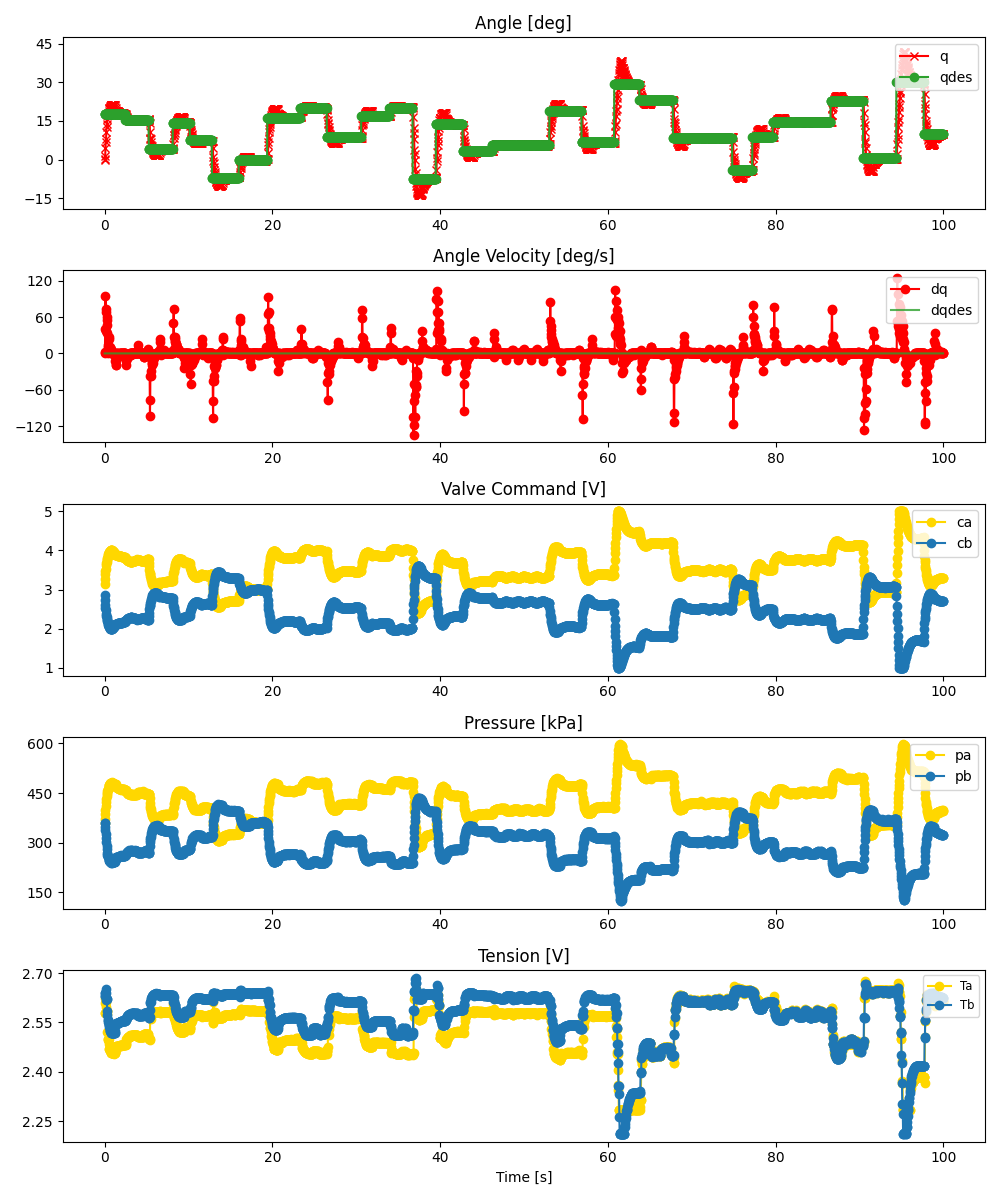 Angle [deg]
45
30
15
0
−15
q
qdes
0 20 40 60 80 100
Angle Velocity [deg/s]
120
60
0
−60
−120
dq
dqdes
0 20 40 60 80 100
Valve Command [V]
5
4
3
2
1
ca
cb
0 20 40 60 80 100
Pressure [kPa]
600
450
300
150
pa
pb
0 20 40 60 80 100
Tension [V]
2.70
2.55
2.40
2.25
Ta
Tb
0 20 40 60 80 100
Time [s]